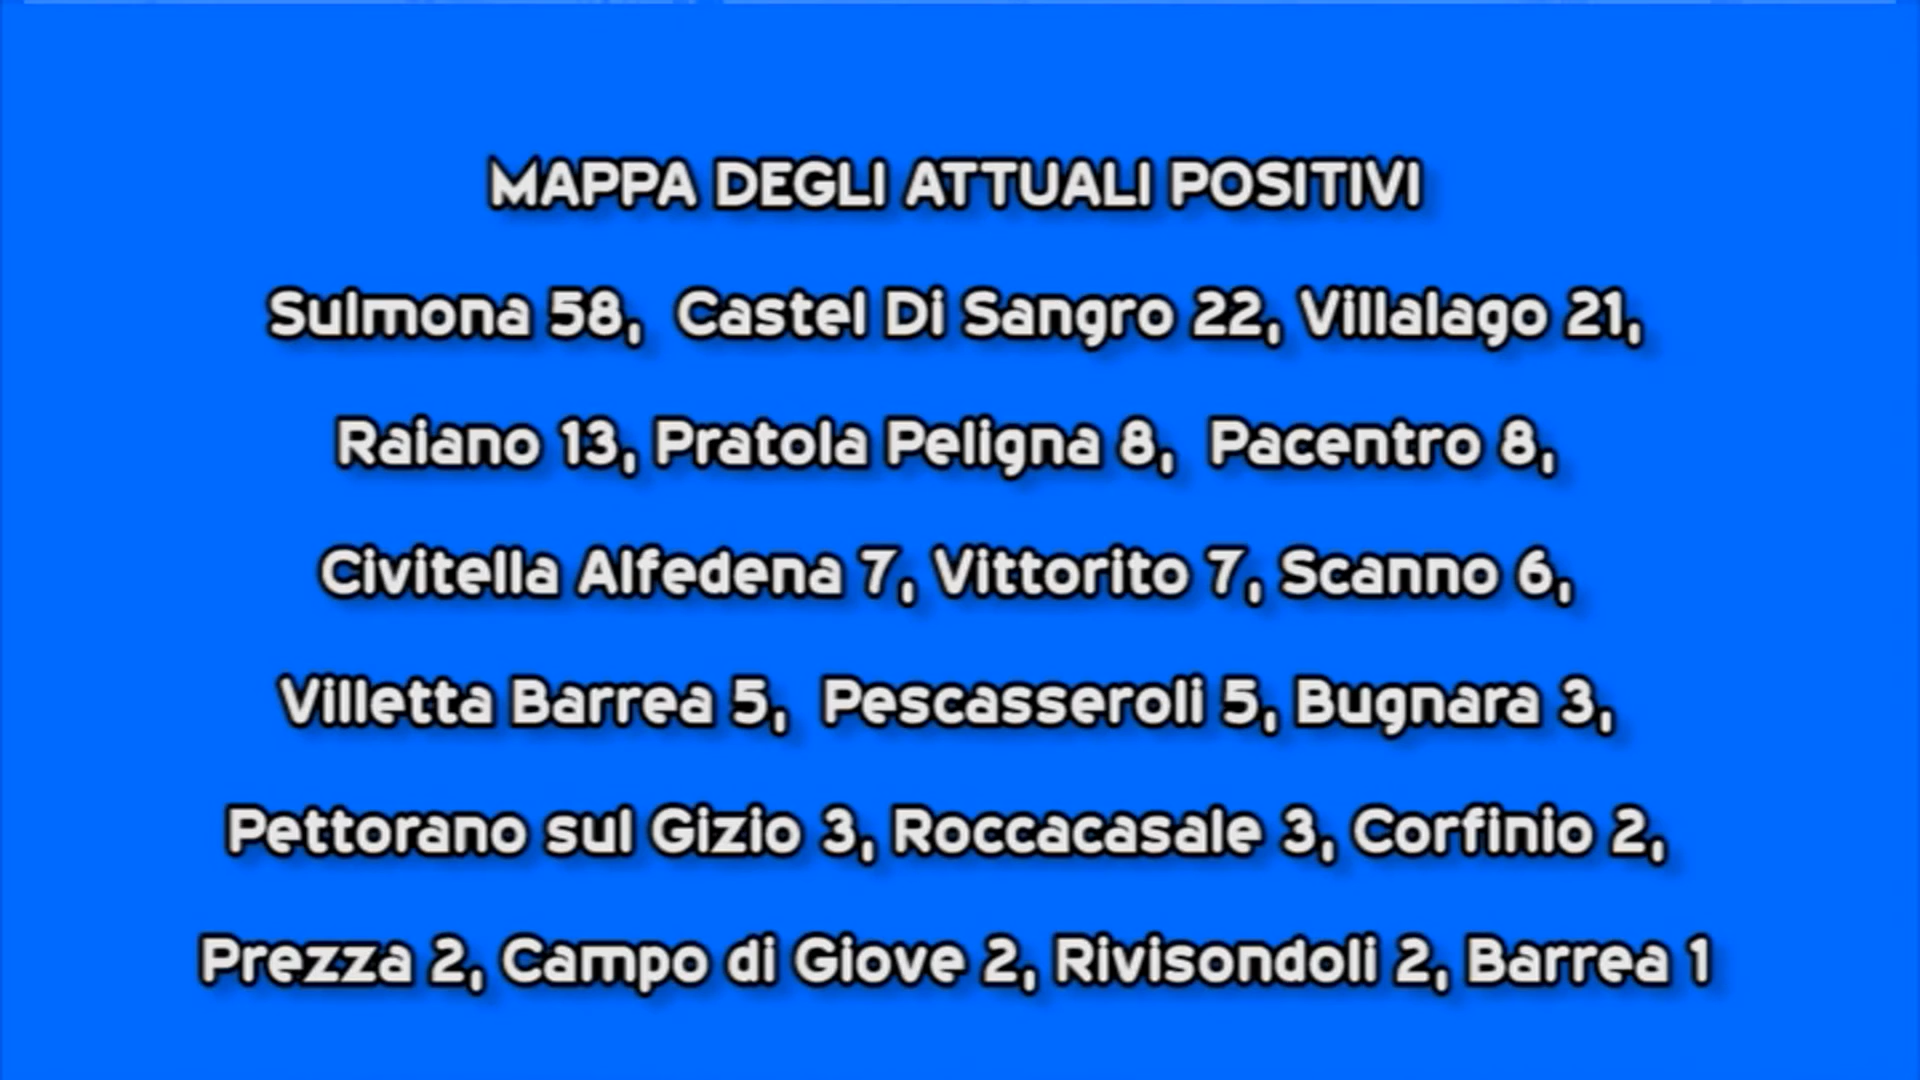 MAPPA DEGLI ATTUALI POSITIVI
Sulmona 58,  Castel Di Sangro 22, Villalago 21,
Raiano 13, Pratola Peligna 8,  Pacentro 8,
Civitella Alfedena 7, Vittorito 7, Scanno 6,
Villetta Barrea 5,  Pescasseroli 5, Bugnara 3,
Pettorano sul Gizio 3, Roccacasale 3, Corfinio 2,
Prezza 2, Campo di Giove 2, Rivisondoli 2, Barrea 1